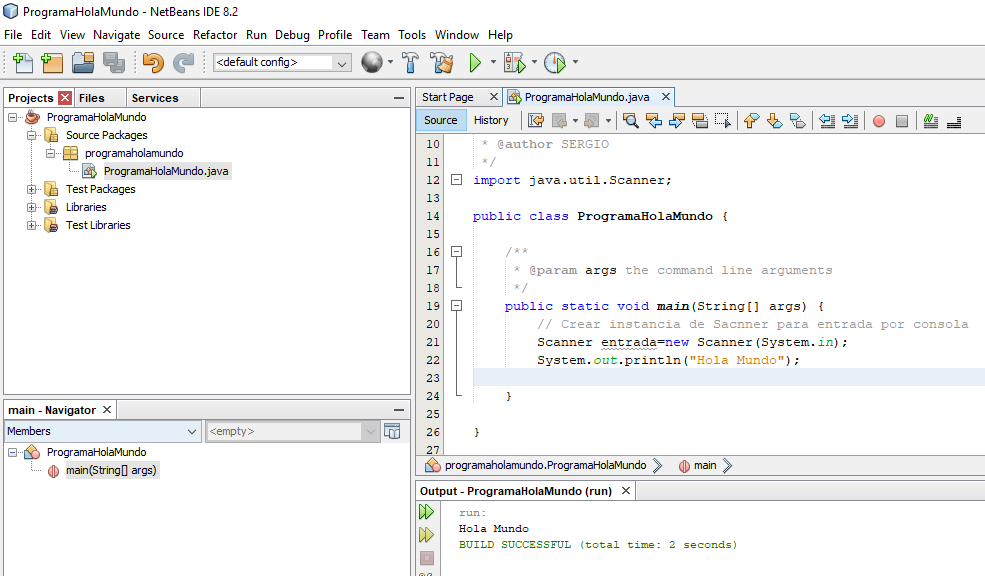 ProgramaHolaMundo - NetBeans IDE 8.2
File Edit View Navigate Source Refactor Run Debug Profile Team Tools Window Help
<default config>
Projects Files Services
ProgramaHolaMundo
Source Packages
programaholamundo
ProgramaHolaMundo.java
Test Packages
Libraries
Test Libraries
main - Navigator
Members <empty>
ProgramaHolaMundo
main(String[] args)
Start Page ProgramaHolaMundo.java
Source History
10 * @author SERGIO
11 */
12 import java.util.Scanner;
13
14 public class ProgramaHolaMundo {
15
16 /**
17 * @param args the command line arguments
18 */
19 public static void main(String[] args) {
20 // Crear instancia de Sacnner para entrada por consola
21 Scanner entrada=new Scanner(System.in);
22 System.out.println("Hola Mundo");
23
24 }
25
26 }
27
programaholamundo.ProgramaHolaMundo main
Output - ProgramaHolaMundo (run)
run:
Hola Mundo
BUILD SUCCESSFUL (total time: 2 seconds)